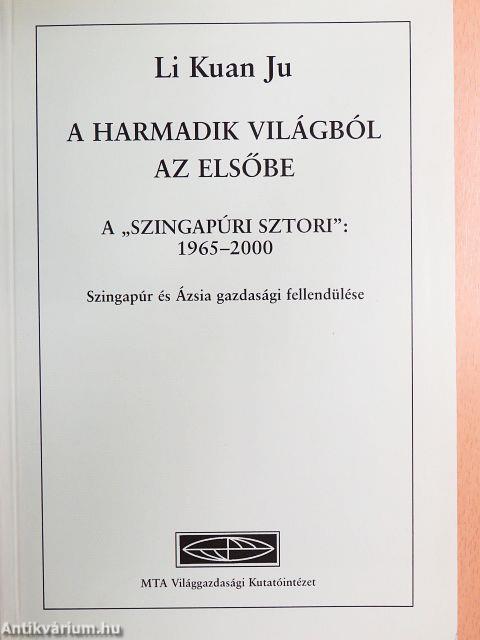 Li Kuan Ju
A HARMADIK VILÁGBÓL
AZ ELSŐBE
A „SZINGAPÚRI SZTORI”:
1965–2000
Szingapúr és Ázsia gazdasági fellendülése
MTA Világgazdasági Kutatóintézet
Antikvárium.hu